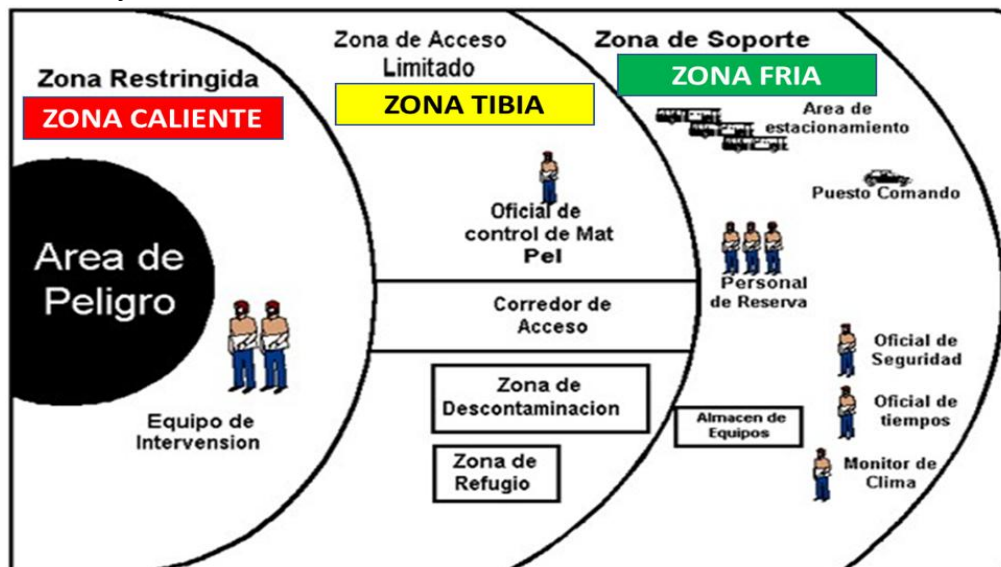 Zona Restringida
ZONA CALIENTE
Area de
Peligro
Equipo de
Intervension
Zona de Acceso
Limitado
ZONA TIBIA
Oficial de
control de Mat
Pel
Corredor de
Acceso
Zona de
Descontaminacion
Zona de
Refugio
Zona de Soporte
ZONA FRIA
Area de
estacionamiento
Puesto Comando
Personal
de Reserva
Oficial de
Seguridad
Almacen de
Equipos
Oficial de
tiempos
Monitor de
Clima